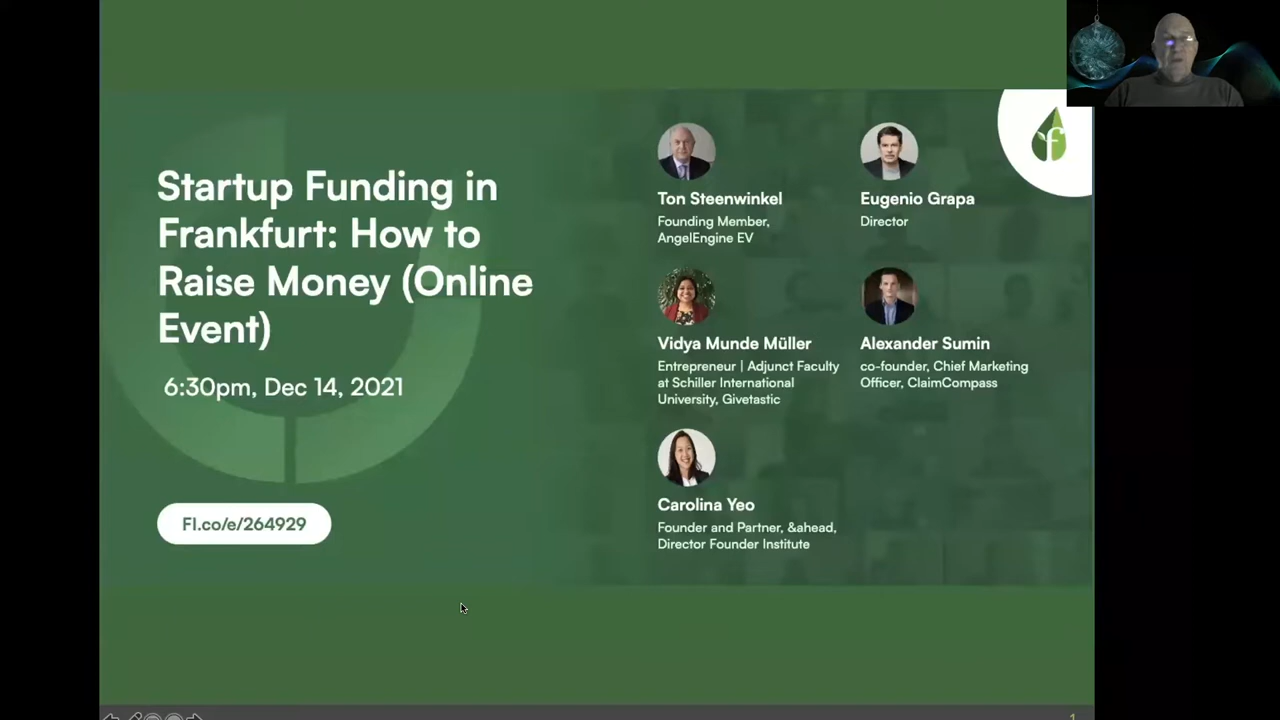 Startup Funding in
Frankfurt: How to
Raise Money (Online
Event)
6:30pm, Dec 14, 2021
FI.co/e/264929
Ton Steenwinkel
Founding Member,
AngelEngine EV
Eugenio Grapa
Director
Vidya Munde Müller
Entrepreneur | Adjunct Faculty
at Schiller International
University, Givetastic
Alexander Sumin
co-founder, Chief Marketing
Officer, ClaimCompass
Carolina Yeo
Founder and Partner, &ahead,
Director Founder Institute
f
1